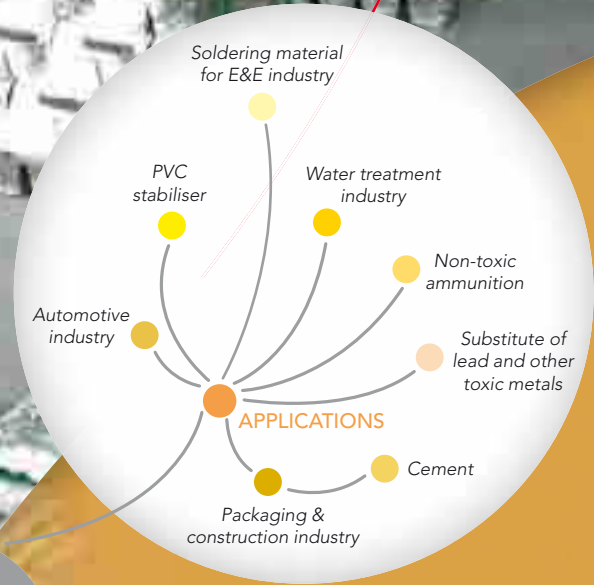 Soldering material
for E&E industry
PVC
stabiliser
Water treatment
industry
Non-toxic
ammunition
Automotive
industry
Substitute of
lead and other
toxic metals
APPLICATIONS
Cement
Packaging &
construction industry